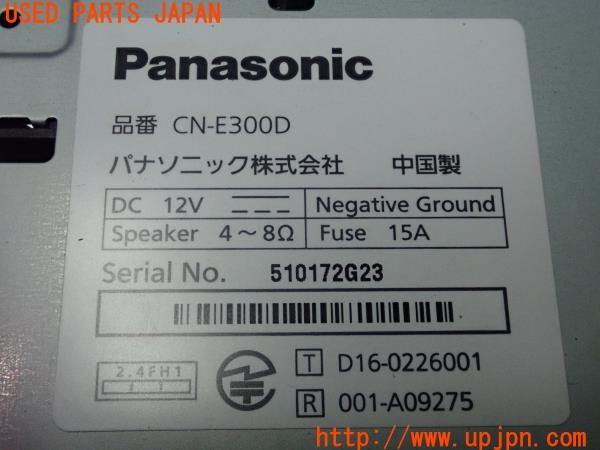 USED PARTS JAPAN
Panasonic
品番 CN-E300D
パナソニック株式会社 中国製
DC 12V Negative Ground
Speaker 4～8Ω Fuse 15A
Serial No. 510172G23
2.4FH1
T D16-0226001
R 001-A09275
http://www.upjpn.com